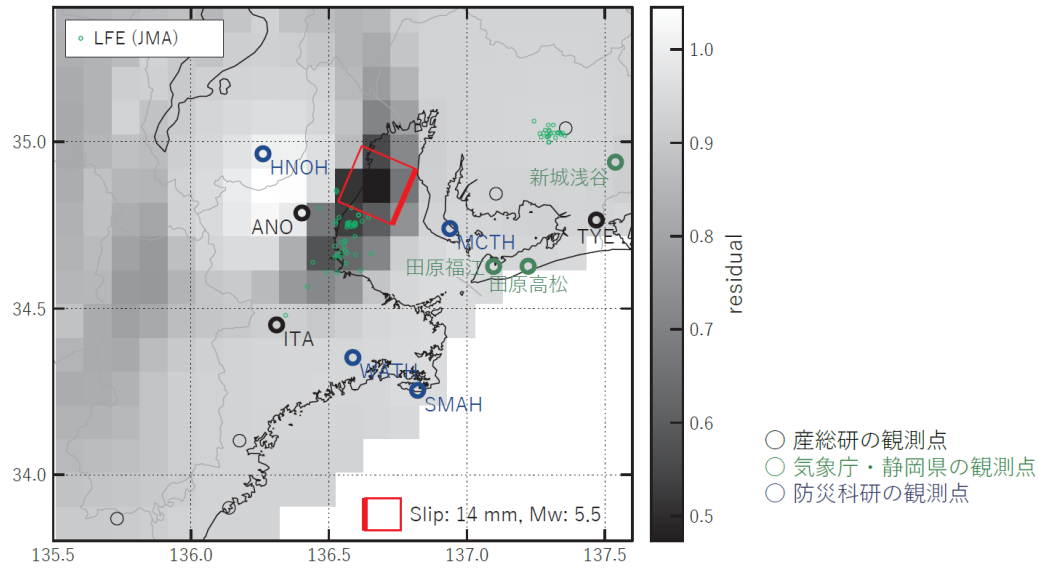 LFE (JMA)
1.0
35.0
HNOH
新城浅谷
ANO
MCTH
TYE
0.8
田原福江
田原高松
residual
0.7
34.5
ITA
WATH
SMAH
0.6
産総研の観測点
気象庁・静岡県の観測点
34.0
防災科研の観測点
Slip: 14 mm, Mw: 5.5
0.5
135.5
136.0
136.5
137.0
137.5
0.9